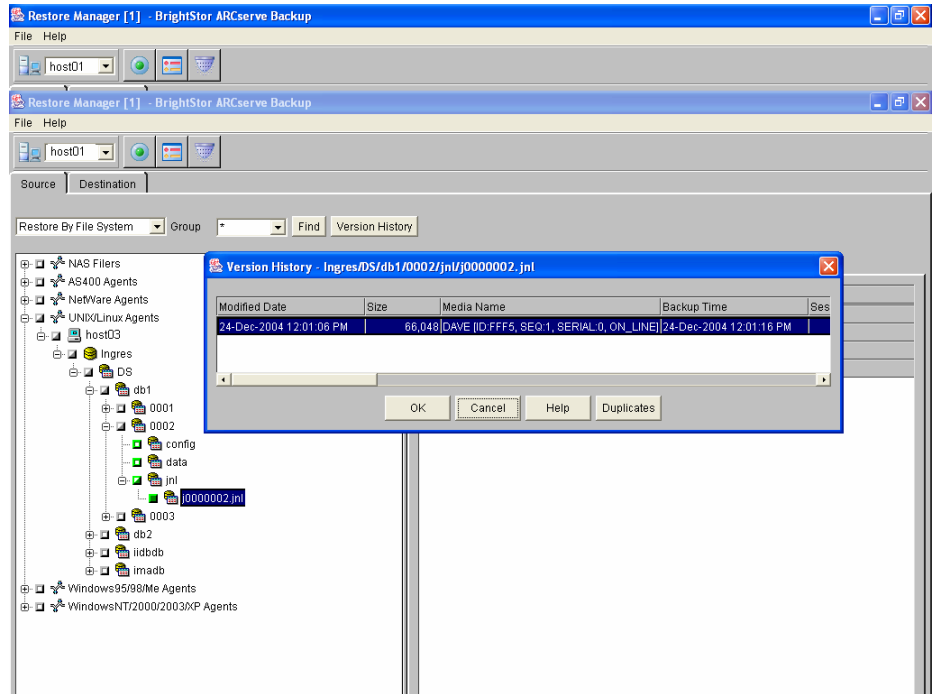 Restore Manager [1] - BrightStor ARCserve Backup
File Help
host01
Restore Manager [1] - BrightStor ARCserve Backup
File Help
host01
Source Destination
Restore By File System Group * Find Version History
NAS Filers
AS400 Agents
NetWare Agents
UNIX/Linux Agents
host03
Ingres
DS
db1
0001
0002
config
data
jnl
j0000002.jnl
0003
db2
iidbdb
imadb
Windows95/98/Me Agents
WindowsNT/2000/2003/XP Agents
Version History - Ingres/DS/db1/0002/jnl/j0000002.jnl
Modified Date Size Media Name Backup Time Ses
24-Dec-2004 12:01:06 PM 66,048 DAVE [ID:FFF5, SEQ:1, SERIAL:0, ON_LINE] 24-Dec-2004 12:01:16 PM
OK Cancel Help Duplicates